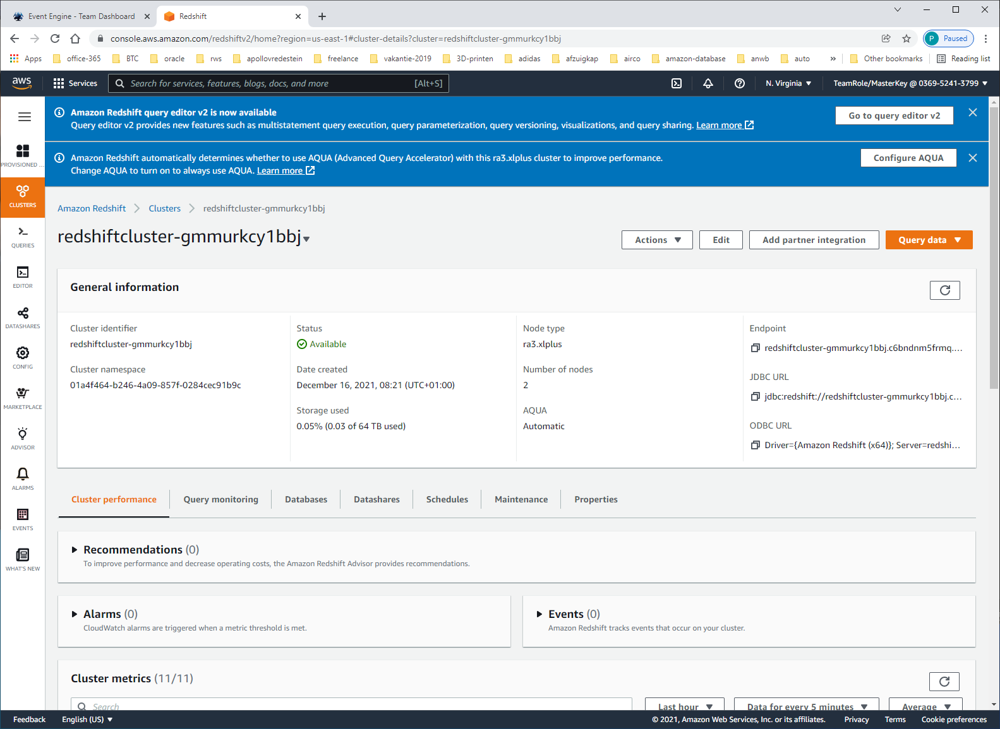 Event Engine - Team Dashboard
Redshift
console.aws.amazon.com/redshiftv2/home?region=us-east-1#cluster-details?cluster=redshiftcluster-gmmurkcy1bbj
P Paused
Apps office-365 BTC oracle rws apollovredestein freelance vakantie-2019 3D-printen adidas afzuigkap airco amazon-database anwb auto » Other bookmarks Reading list
aws Services Search for services, features, blogs, docs, and more [Alt+S] N. Virginia TeamRole/MasterKey @ 0369-5241-3799
Amazon Redshift query editor v2 is now available
Query editor v2 provides new features such as multistatement query execution, query parameterization, query versioning, visualizations, and query sharing. Learn more
Go to query editor v2
Amazon Redshift automatically determines whether to use AQUA (Advanced Query Accelerator) with this ra3.xlplus cluster to improve performance.
Change AQUA to turn on to always use AQUA. Learn more
Configure AQUA
PROVISIONED ...
CLUSTERS
QUERIES
EDITOR
DATASHARES
CONFIG
MARKETPLACE
ADVISOR
ALARMS
EVENTS
WHAT'S NEW
Amazon Redshift Clusters redshiftcluster-gmmurkcy1bbj
redshiftcluster-gmmurkcy1bbj
Actions Edit Add partner integration Query data
General information
Cluster identifier
redshiftcluster-gmmurkcy1bbj
Cluster namespace
01a4f464-b246-4a09-857f-0284cec91b9c
Status
Available
Date created
December 16, 2021, 08:21 (UTC+01:00)
Storage used
0.05% (0.03 of 64 TB used)
Node type
ra3.xlplus
Number of nodes
2
AQUA
Automatic
Endpoint
redshiftcluster-gmmurkcy1bbj.c6bndnm5frmq....
JDBC URL
jdbc:redshift://redshiftcluster-gmmurkcy1bbj.c...
ODBC URL
Driver={Amazon Redshift (x64)}; Server=redshi...
Cluster performance Query monitoring Databases Datashares Schedules Maintenance Properties
Recommendations (0)
To improve performance and decrease operating costs, the Amazon Redshift Advisor provides recommendations.
Alarms (0)
CloudWatch alarms are triggered when a metric threshold is met.
Events (0)
Amazon Redshift tracks events that occur on your cluster.
Cluster metrics (11/11)
Search
Last hour Data for every 5 minutes Average
Feedback English (US) © 2021, Amazon Web Services, Inc. or its affiliates. Privacy Terms Cookie preferences